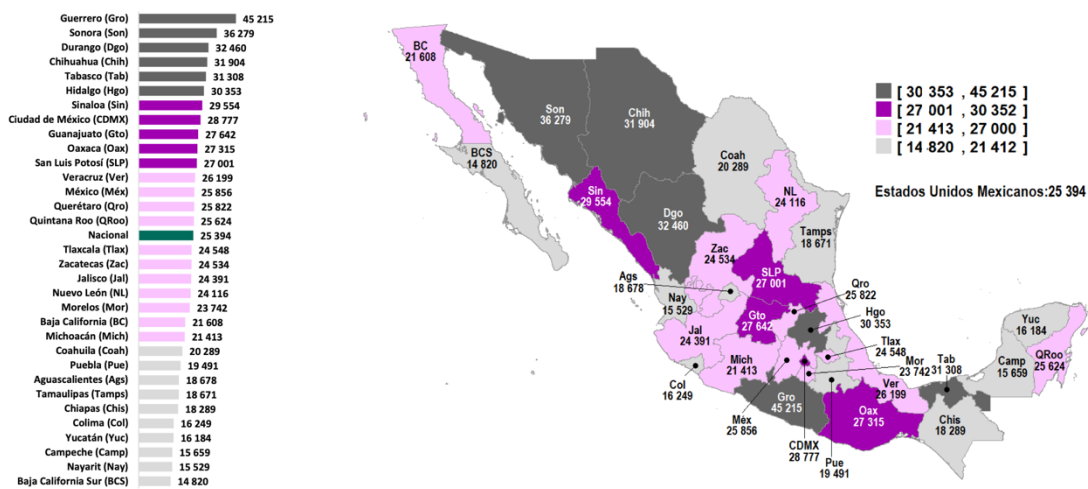 Guerrero (Gro) 45 215
Sonora (Son) 36 279
Durango (Dgo) 32 460
Chihuahua (Chih) 31 904
Tabasco (Tab) 31 308
Hidalgo (Hgo) 30 353
Sinaloa (Sin) 29 554
Ciudad de México (CDMX) 28 777
Guanajuato (Gto) 27 642
Oaxaca (Oax) 27 315
San Luis Potosí (SLP) 27 001
Veracruz (Ver) 26 199
México (Méx) 25 856
Querétaro (Qro) 25 822
Quintana Roo (QRoo) 25 624
Nacional 25 394
Tlaxcala (Tlax) 24 548
Zacatecas (Zac) 24 534
Jalisco (Jal) 24 391
Nuevo León (NL) 24 116
Morelos (Mor) 23 742
Baja California (BC) 21 608
Michoacán (Mich) 21 413
Coahuila (Coah) 20 289
Puebla (Pue) 19 491
Aguascalientes (Ags) 18 678
Tamaulipas (Tamps) 18 671
Chiapas (Chis) 18 289
Colima (Col) 16 249
Yucatán (Yuc) 16 184
Campeche (Camp) 15 659
Nayarit (Nay) 15 529
Baja California Sur (BCS) 14 820
BC
21 608
Son
36 279
Chih
31 904
BCS
14 820
Coah
20 289
Sin
29 554
NL
24 116
Dgo
32 460
Tamps
18 671
Zac
24 534
SLP
27 001
Ags
18 678
Nay
15 529
Qro
25 822
Gto
27 642
Hgo
30 353
Jal
24 391
Tlax
24 548
Mich
21 413
Mor
23 742
Tab
31 308
Yuc
16 184
Camp
15 659
QRoo
25 624
Col
16 249
Gro
45 215
Ver
26 199
Méx
25 856
Oax
27 315
Chis
18 289
CDMX
28 777
Pue
19 491
[ 30 353 , 45 215 ]
[ 27 001 , 30 352 ]
[ 21 413 , 27 000 ]
[ 14 820 , 21 412 ]
Estados Unidos Mexicanos:25 394